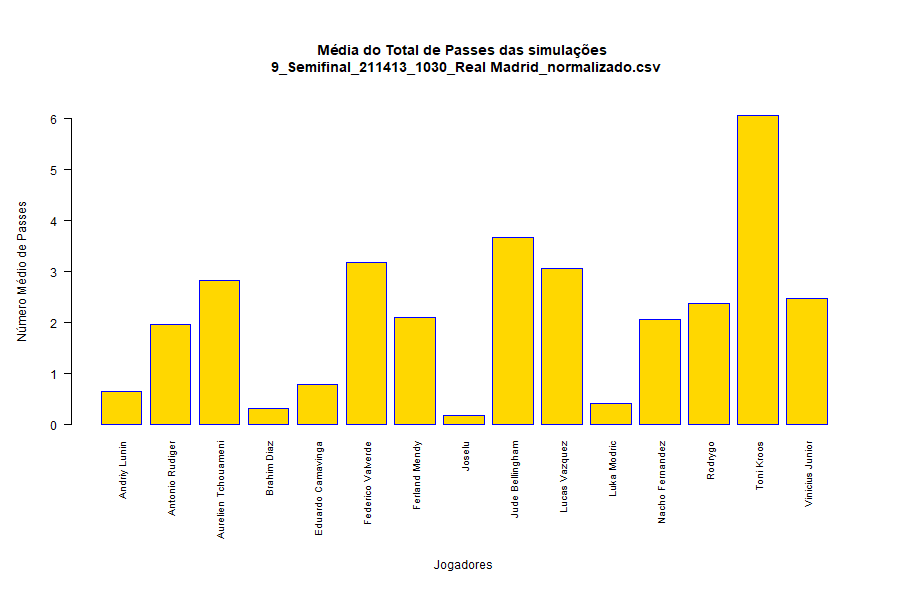 Média do Total de Passes das simulações
9_Semifinal_211413_1030_Real Madrid_normalizado.csv
Número Médio de Passes
6
5
4
3
2
1
0
Andriy Lunin
Antonio Rudiger
Aurelien Tchouameni
Brahim Diaz
Eduardo Camavinga
Federico Valverde
Ferland Mendy
Joselu
Jude Bellingham
Lucas Vazquez
Luka Modric
Nacho Fernandez
Rodrygo
Toni Kroos
Vinicius Junior
Jogadores